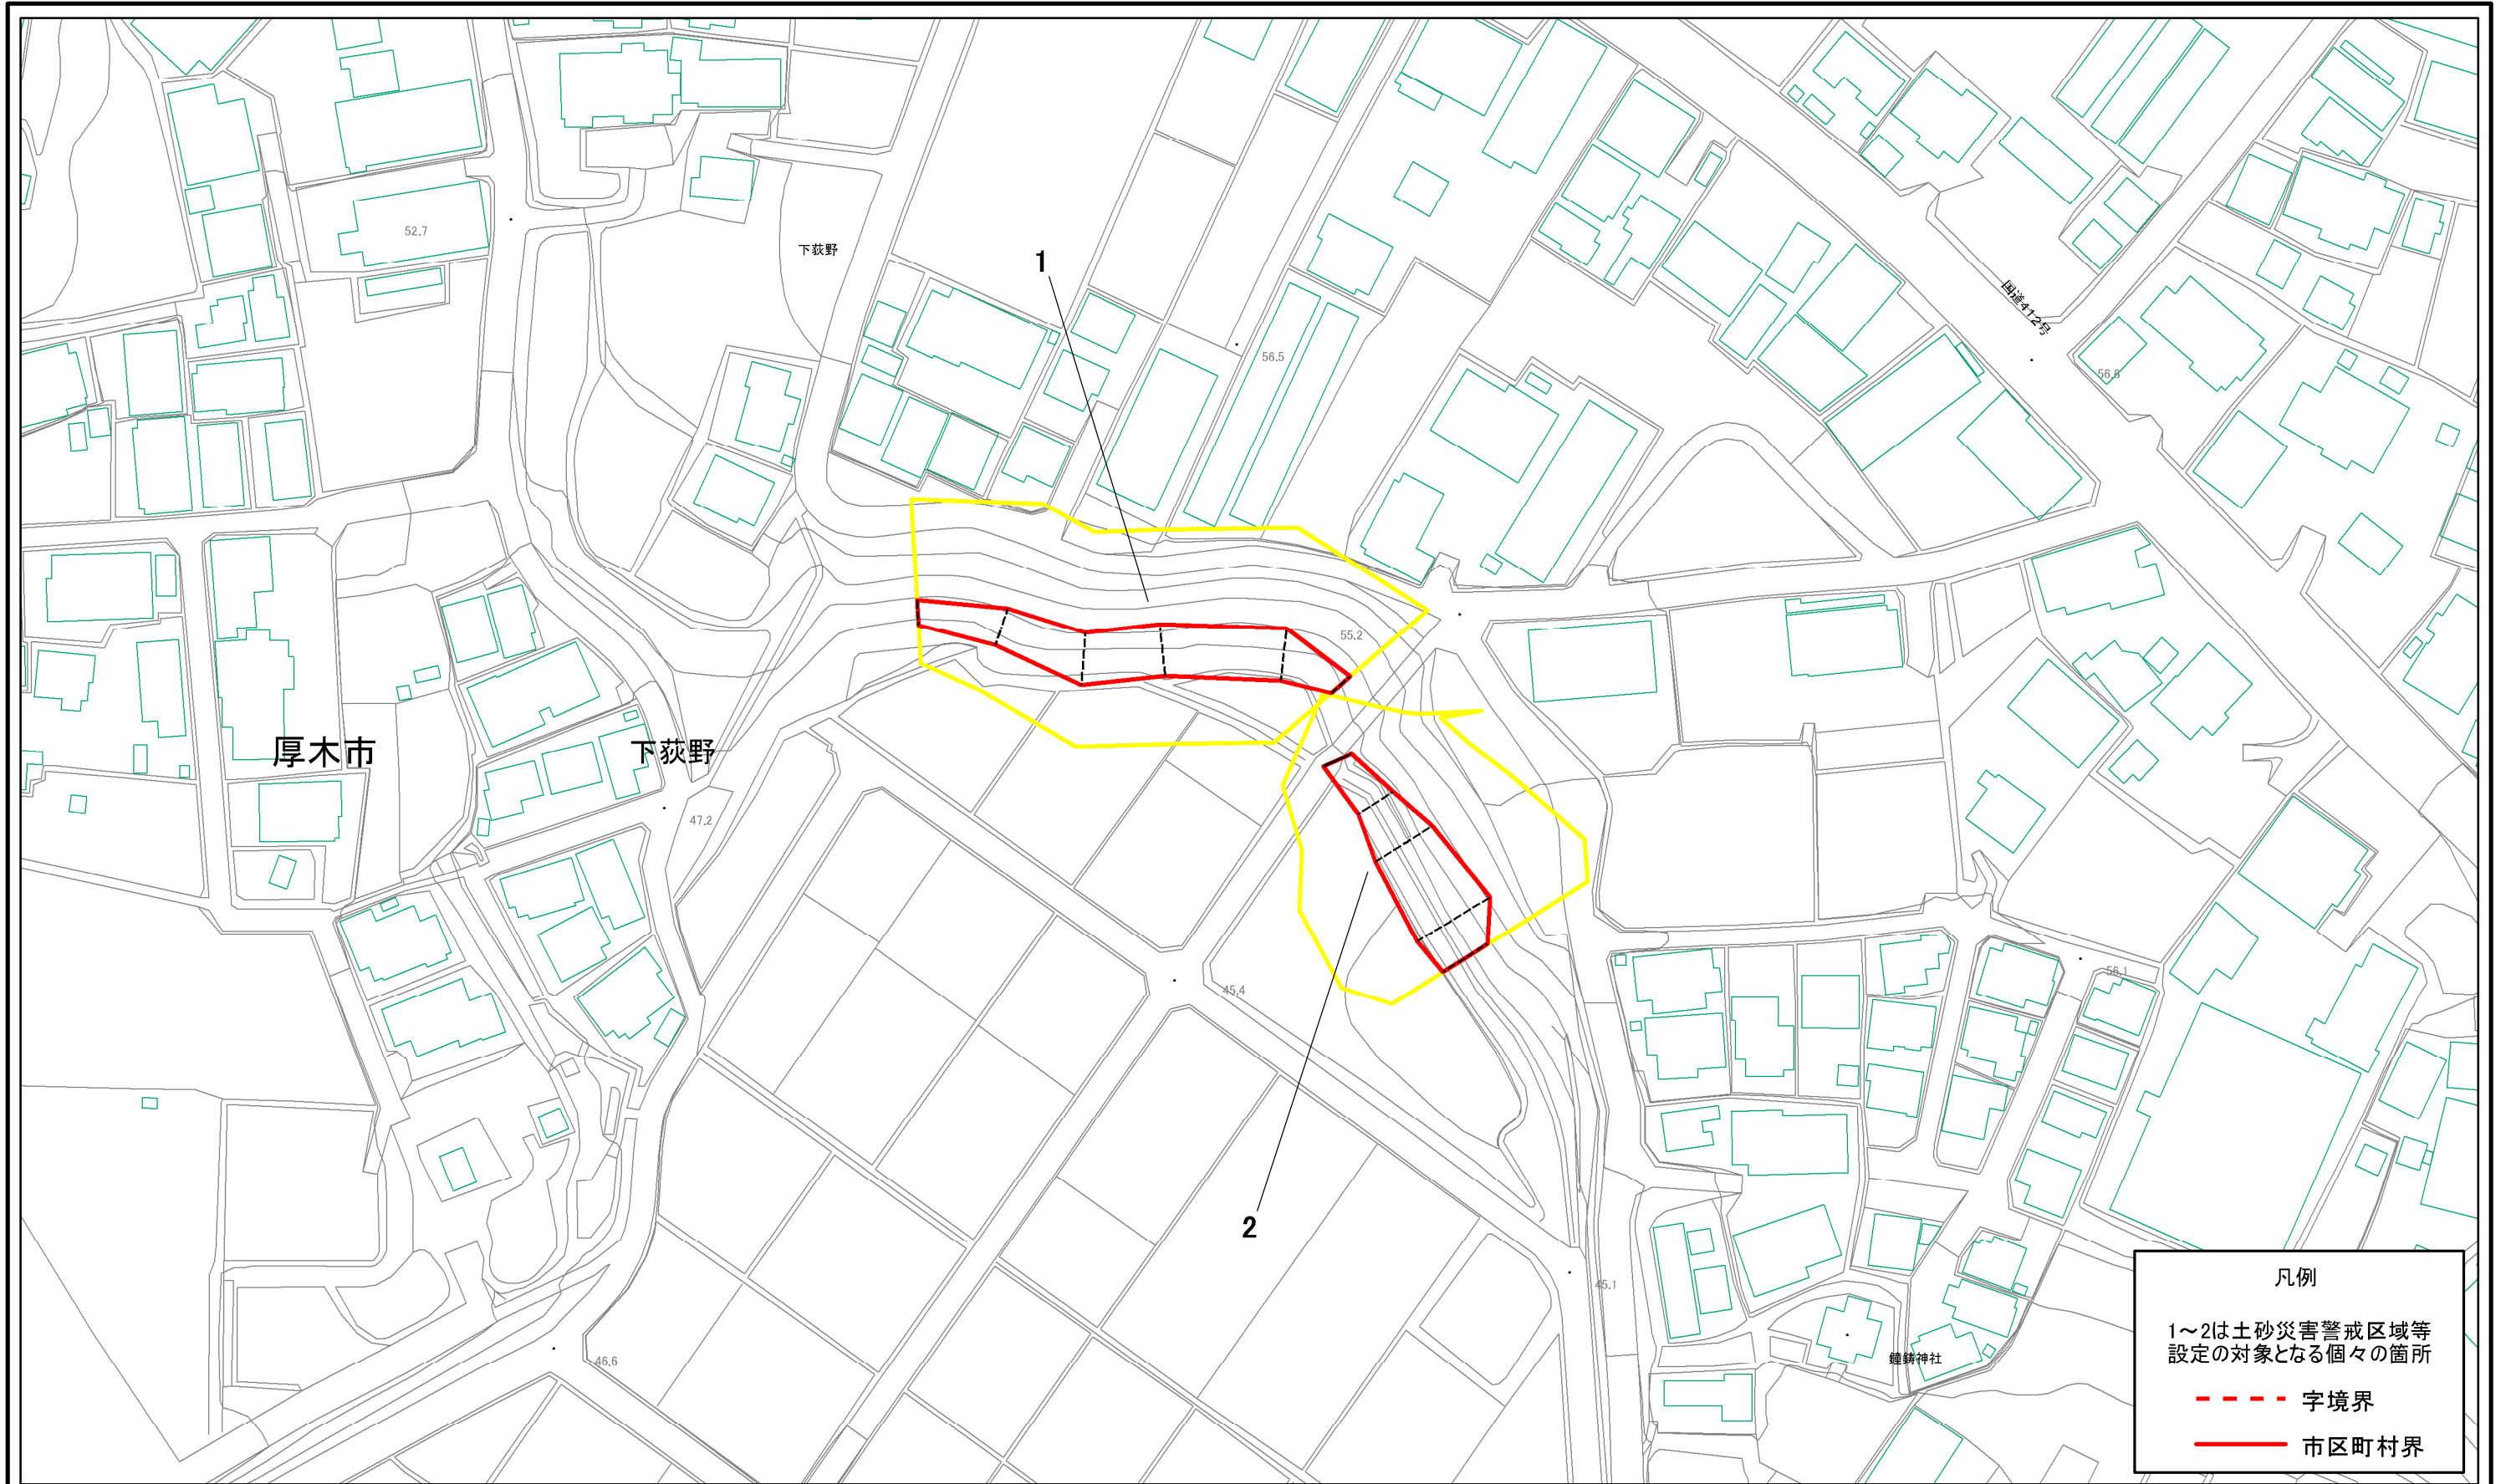 52.7
下荻野
1
国道412号
56.5
56.6
55.2
厚木市
下荻野
47.2
2
45.4
56.1
45.1
46.6
鐘鋳神社
凡例
1～2は土砂災害警戒区域等
設定の対象となる個々の箇所
字境界
市区町村界